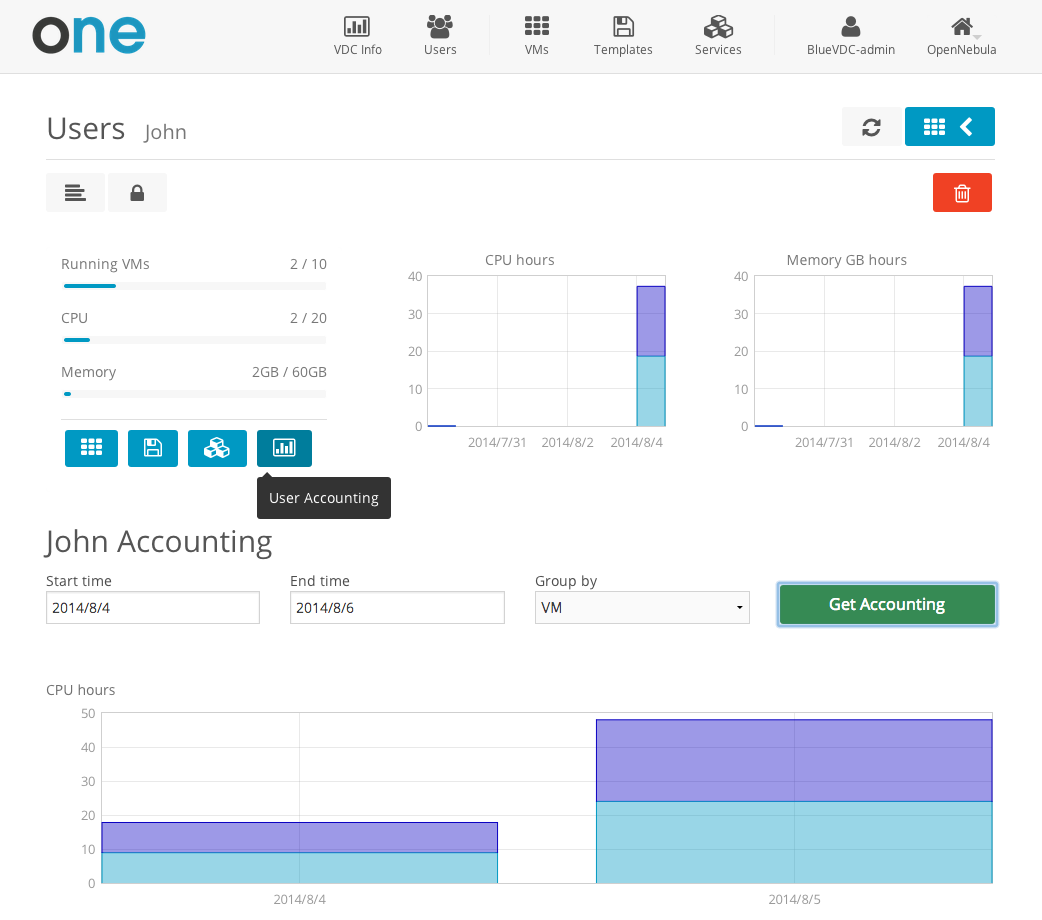 one
VDC Info Users VMs Templates Services BlueVDC-admin OpenNebula
Users John
Running VMs 2 / 10
CPU 2 / 20
Memory 2GB / 60GB
User Accounting
CPU hours
40
30
20
10
0
2014/7/31 2014/8/2 2014/8/4
Memory GB hours
40
30
20
10
0
2014/7/31 2014/8/2 2014/8/4
John Accounting
Start time End time Group by
2014/8/4 2014/8/6 VM Get Accounting
CPU hours
50
40
30
20
10
0
2014/8/4 2014/8/5